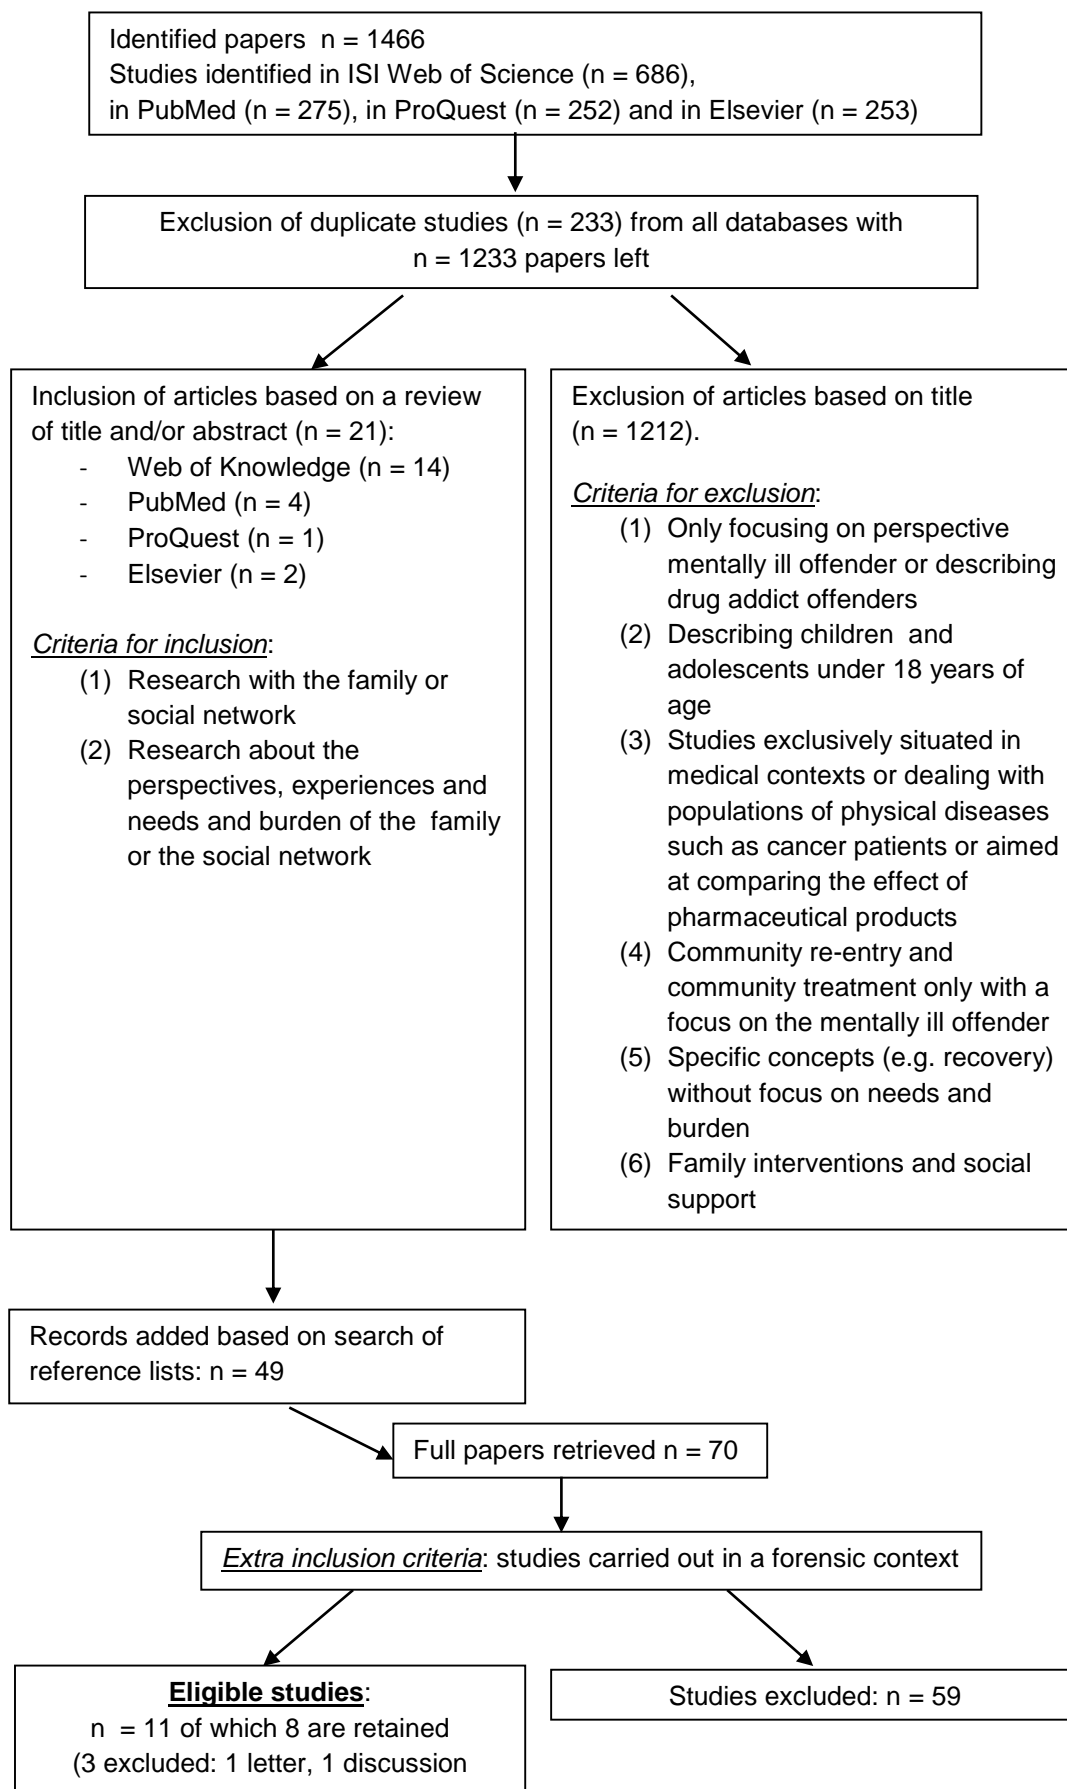 Identified papers  n = 1466
Studies identified in ISI Web of Science (n = 686),
in PubMed (n = 275), in ProQuest (n = 252) and in Elsevier (n = 253)
Exclusion of duplicate studies (n = 233) from all databases with
n = 1233 papers left
Inclusion of articles based on a review
of title and/or abstract (n = 21):
- Web of Knowledge (n = 14)
- PubMed (n = 4)
- ProQuest (n = 1)
- Elsevier (n = 2)
Criteria for inclusion:
(1) Research with the family or
social network
(2) Research about the
perspectives, experiences and
needs and burden of the  family
or the social network
Exclusion of articles based on title
(n = 1212).
Criteria for exclusion:
(1) Only focusing on perspective
mentally ill offender or describing
drug addict offenders
(2) Describing children  and
adolescents under 18 years of
age
(3) Studies exclusively situated in
medical contexts or dealing with
populations of physical diseases
such as cancer patients or aimed
at comparing the effect of
pharmaceutical products
(4) Community re-entry and
community treatment only with a
focus on the mentally ill offender
(5) Specific concepts (e.g. recovery)
without focus on needs and
burden
(6) Family interventions and social
support
Records added based on search of
reference lists: n = 49
Full papers retrieved n = 70
Extra inclusion criteria: studies carried out in a forensic context
Eligible studies:
n  = 11 of which 8 are retained
(3 excluded: 1 letter, 1 discussion
Studies excluded: n = 59